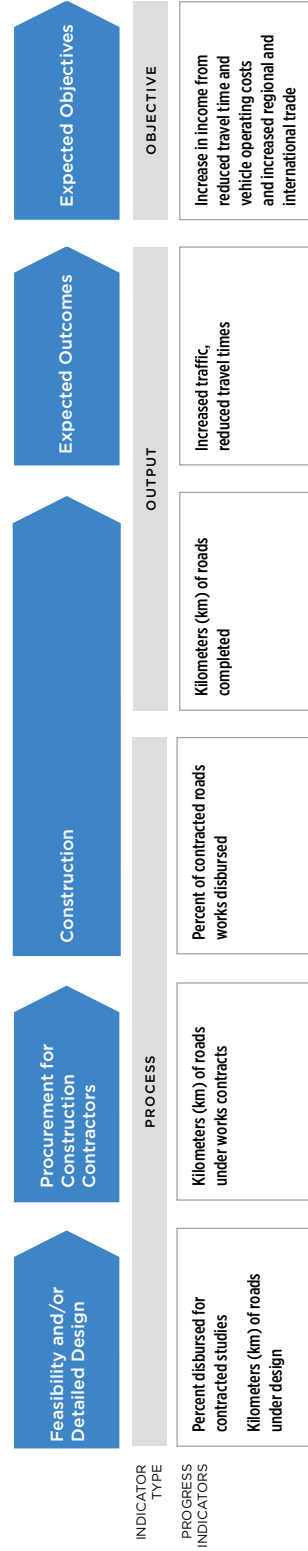 Feasibility and/or
Detailed Design
Procurement for
Construction
Contractors
Construction
Expected Outcomes
Expected Objectives
INDICATOR
TYPE
PROCESS
OUTPUT
OBJECTIVE
PROGRESS
INDICATORS
Percent disbursed for
contracted studies
Kilometers (km) of roads
under design
Kilometers (km) of roads
under works contracts
Percent of contracted roads
works disbursed
Kilometers (km) of roads
completed
Increased traffic,
reduced travel times
Increase in income from
reduced travel time and
vehicle operating costs
and increased regional and
international trade